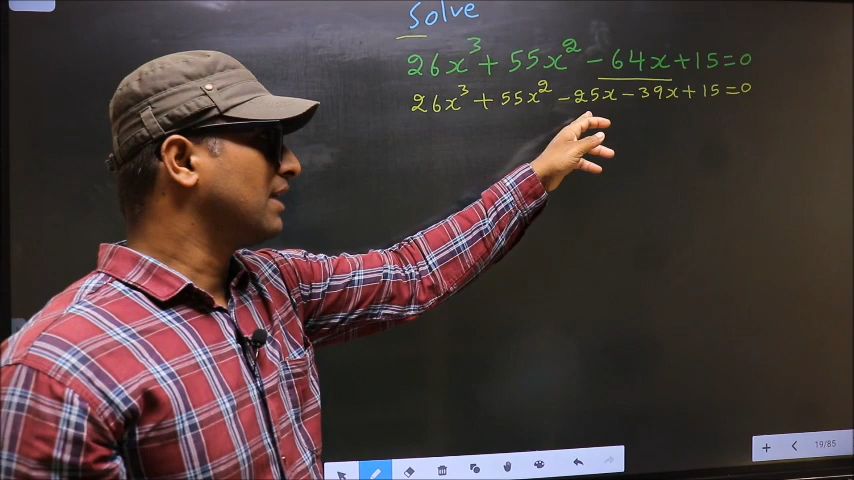 Solve
26x³ + 55x² - 64x + 15 = 0
26x³ + 55x² - 25x - 39x + 15 = 0
19/85